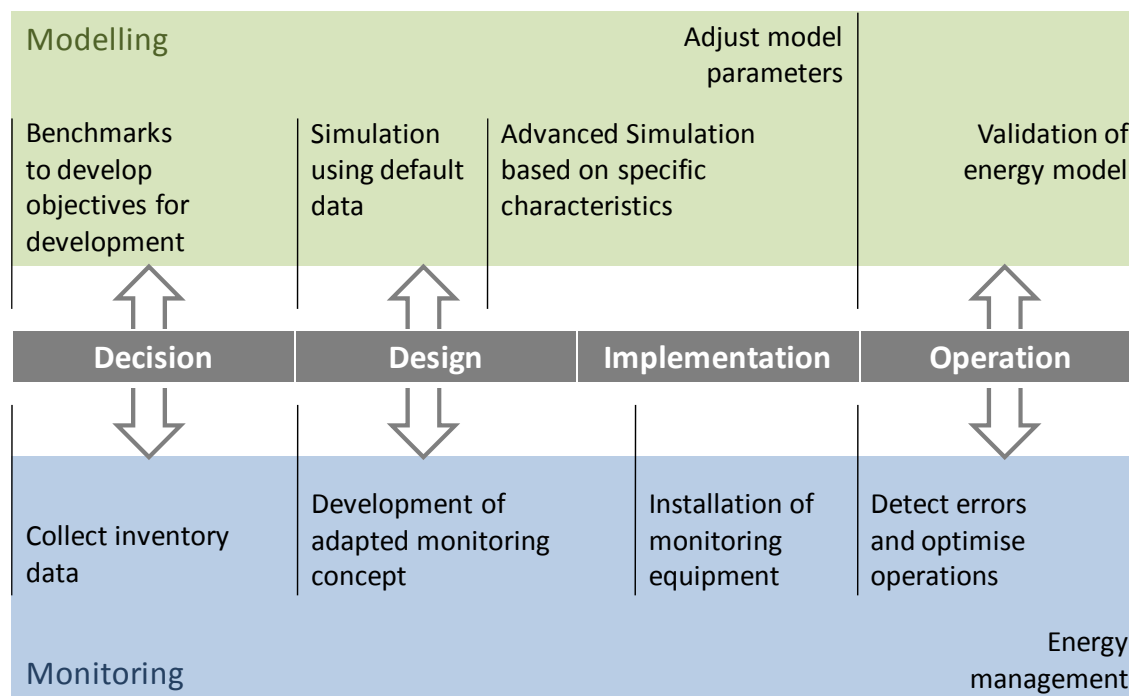 Modelling
Adjust model
parameters
Benchmarks
to develop
objectives for
development
Simulation
using default
data
Advanced Simulation
based on specific
characteristics
Validation of
energy model
Decision
Design
Implementation
Operation
Collect inventory
data
Development of
adapted monitoring
concept
Installation of
monitoring
equipment
Detect errors
and optimise
operations
Monitoring
Energy
management